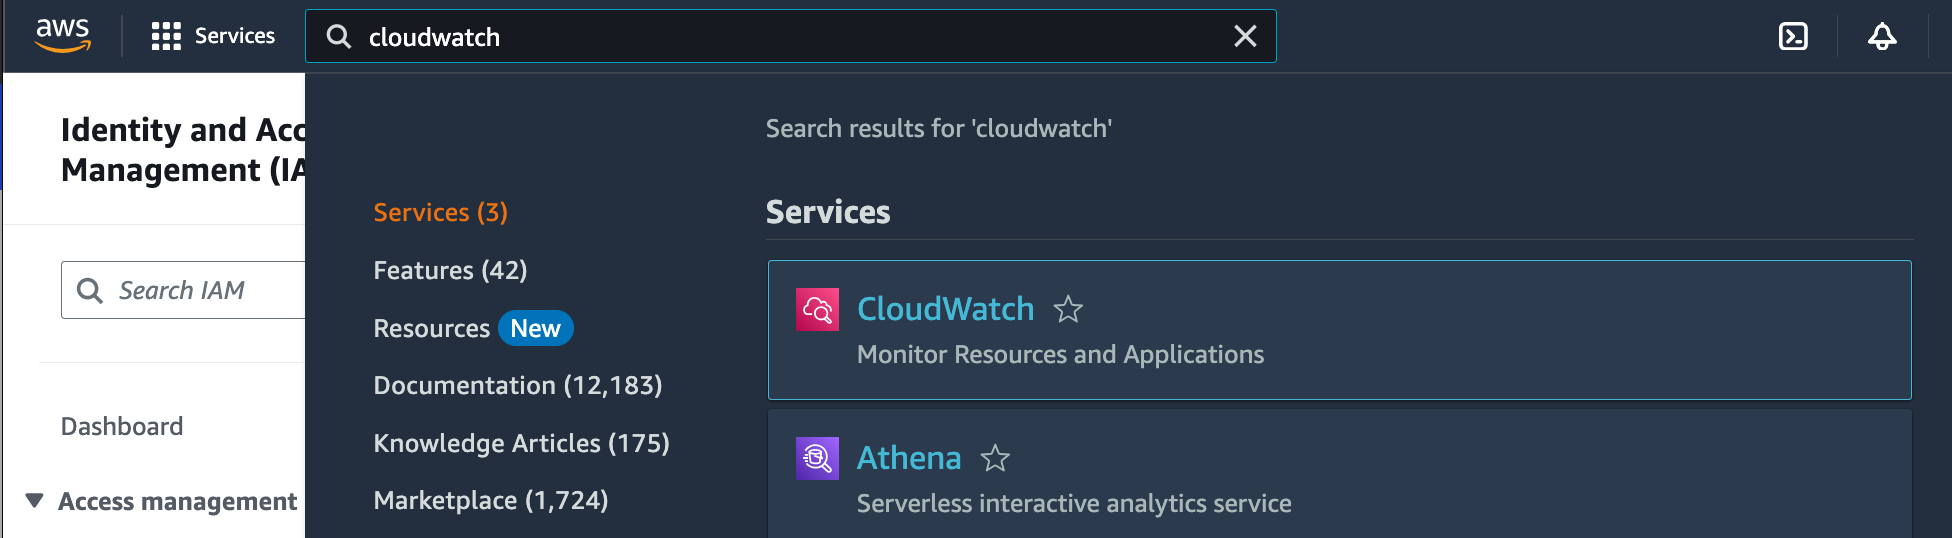 aws
Services
cloudwatch
Identity and Acc
Management (IA
Search IAM
Dashboard
Access management
Services (3)
Features (42)
Resources New
Documentation (12,183)
Knowledge Articles (175)
Marketplace (1,724)
Search results for 'cloudwatch'
Services
CloudWatch
Monitor Resources and Applications
Athena
Serverless interactive analytics service